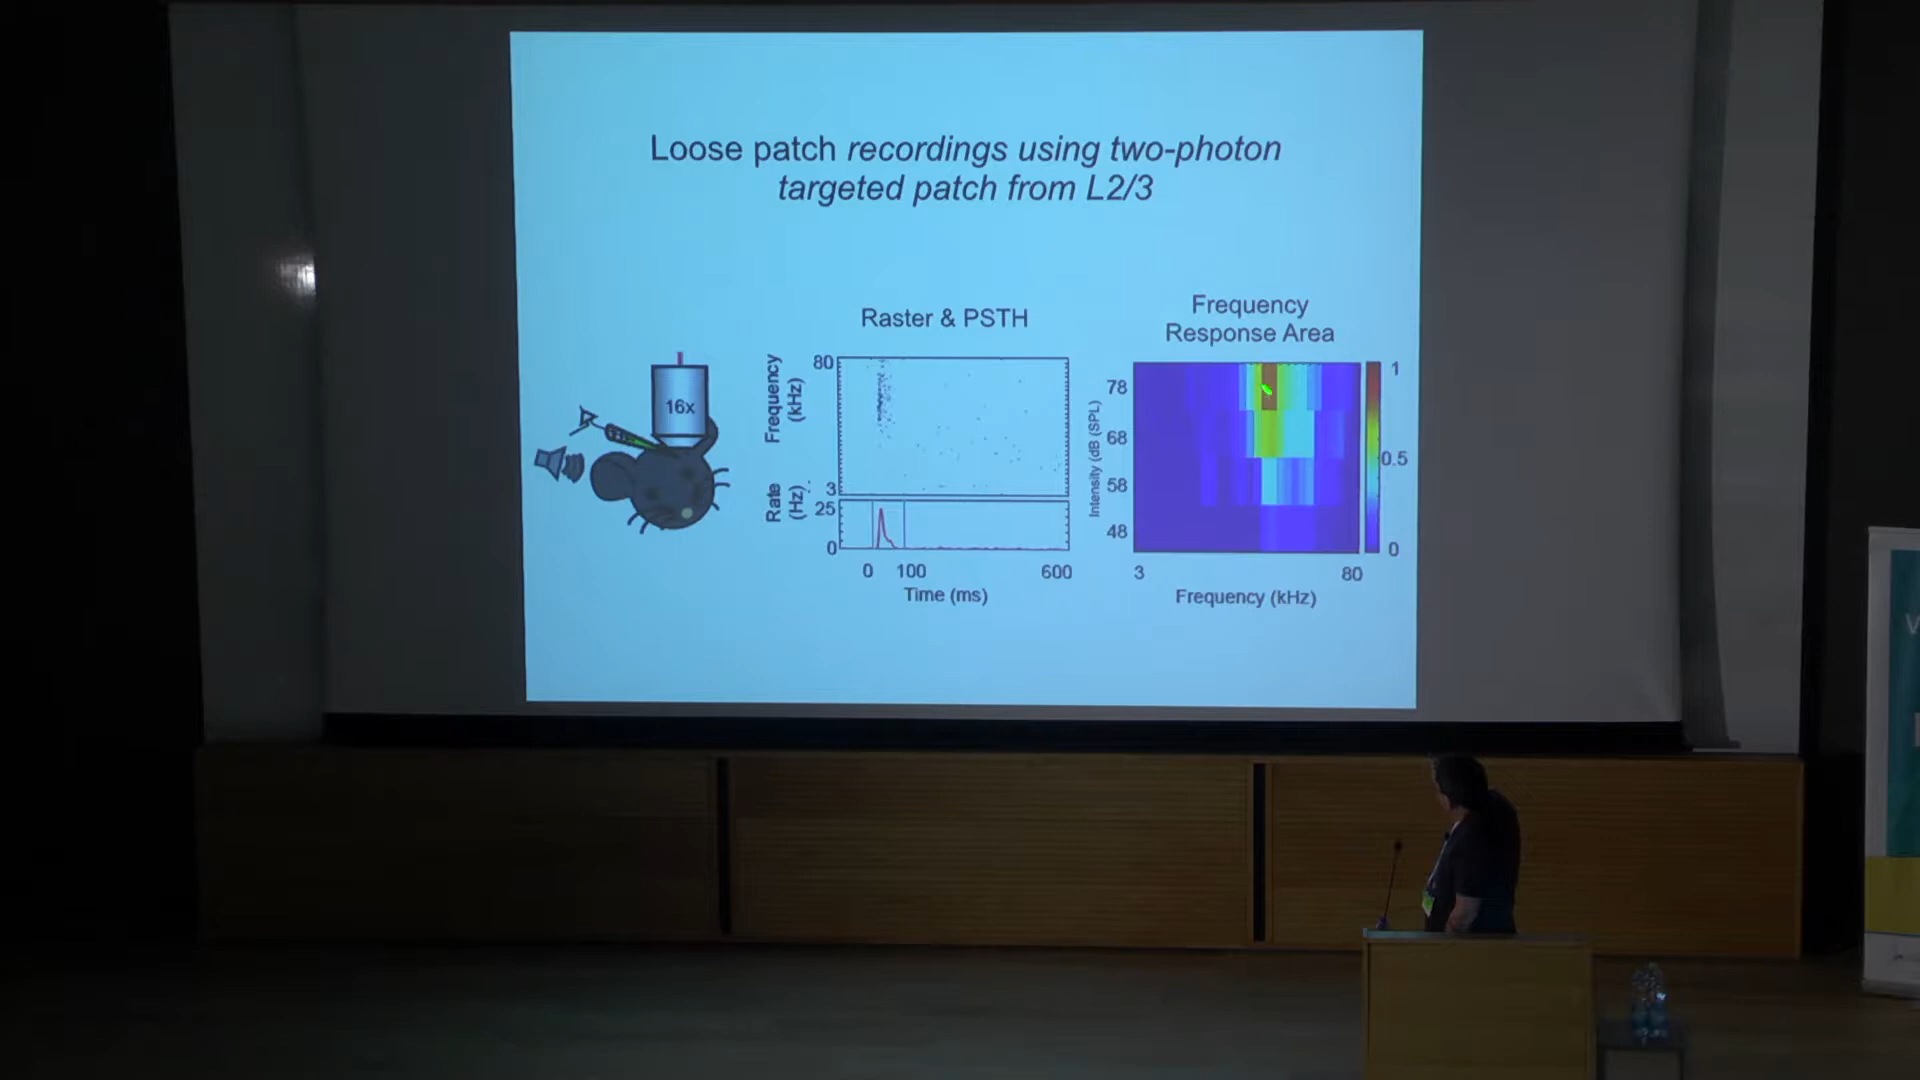 Loose patch recordings using two-photon
targeted patch from L2/3
16x
Raster & PSTH
Frequency
(kHz)
80
3
Rate
(Hz)
25
0
0 100 600
Time (ms)
Frequency
Response Area
Intensity (dB (SPL)
78
68
58
48
3 80
Frequency (kHz)
1
0.5
0